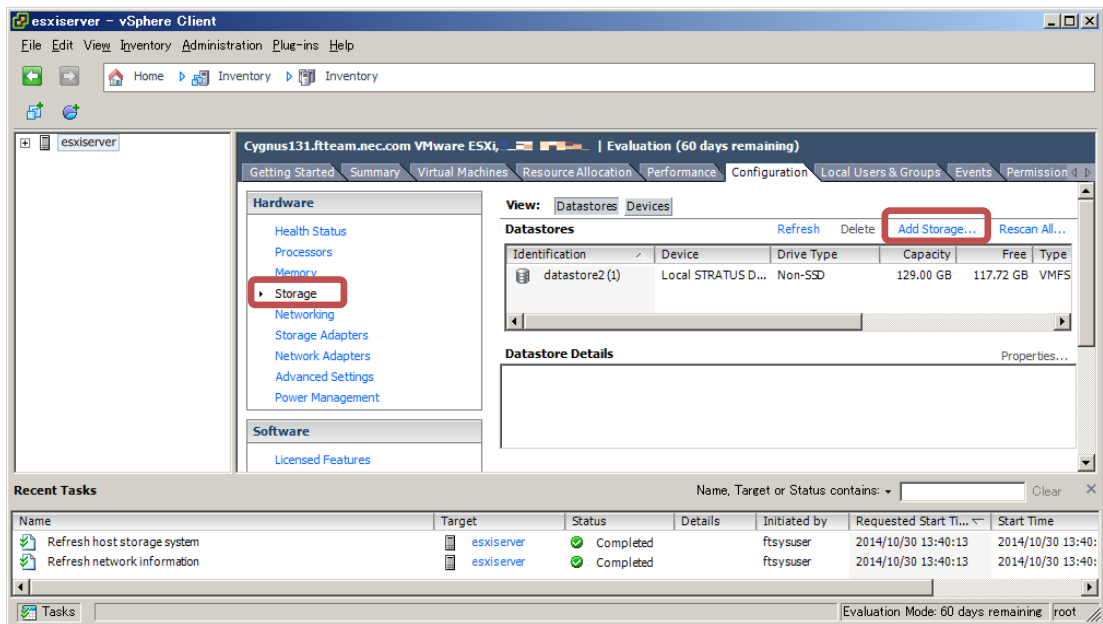 esxiserver - vSphere Client
File Edit View Inventory Administration Plug-ins Help
Home Inventory Inventory
esxiserver
Cygnus131.ftteam.nec.com VMware ESXi, | Evaluation (60 days remaining)
Getting Started Summary Virtual Machines Resource Allocation Performance Configuration Local Users & Groups Events Permission
Hardware
Health Status
Processors
Memory
Storage
Networking
Storage Adapters
Network Adapters
Advanced Settings
Power Management
Software
Licensed Features
View: Datastores Devices
Datastores Refresh Delete Add Storage... Rescan All...
Identification Device Drive Type Capacity Free Type
datastore2 (1) Local STRATUS D... Non-SSD 129.00 GB 117.72 GB VMFS
Datastore Details Properties...
Recent Tasks Name, Target or Status contains: Clear
Name Target Status Details Initiated by Requested Start Ti... Start Time
Refresh host storage system esxiserver Completed ftsysuser 2014/10/30 13:40:13 2014/10/30 13:40:
Refresh network information esxiserver Completed ftsysuser 2014/10/30 13:40:13 2014/10/30 13:40:
Tasks Evaluation Mode: 60 days remaining root